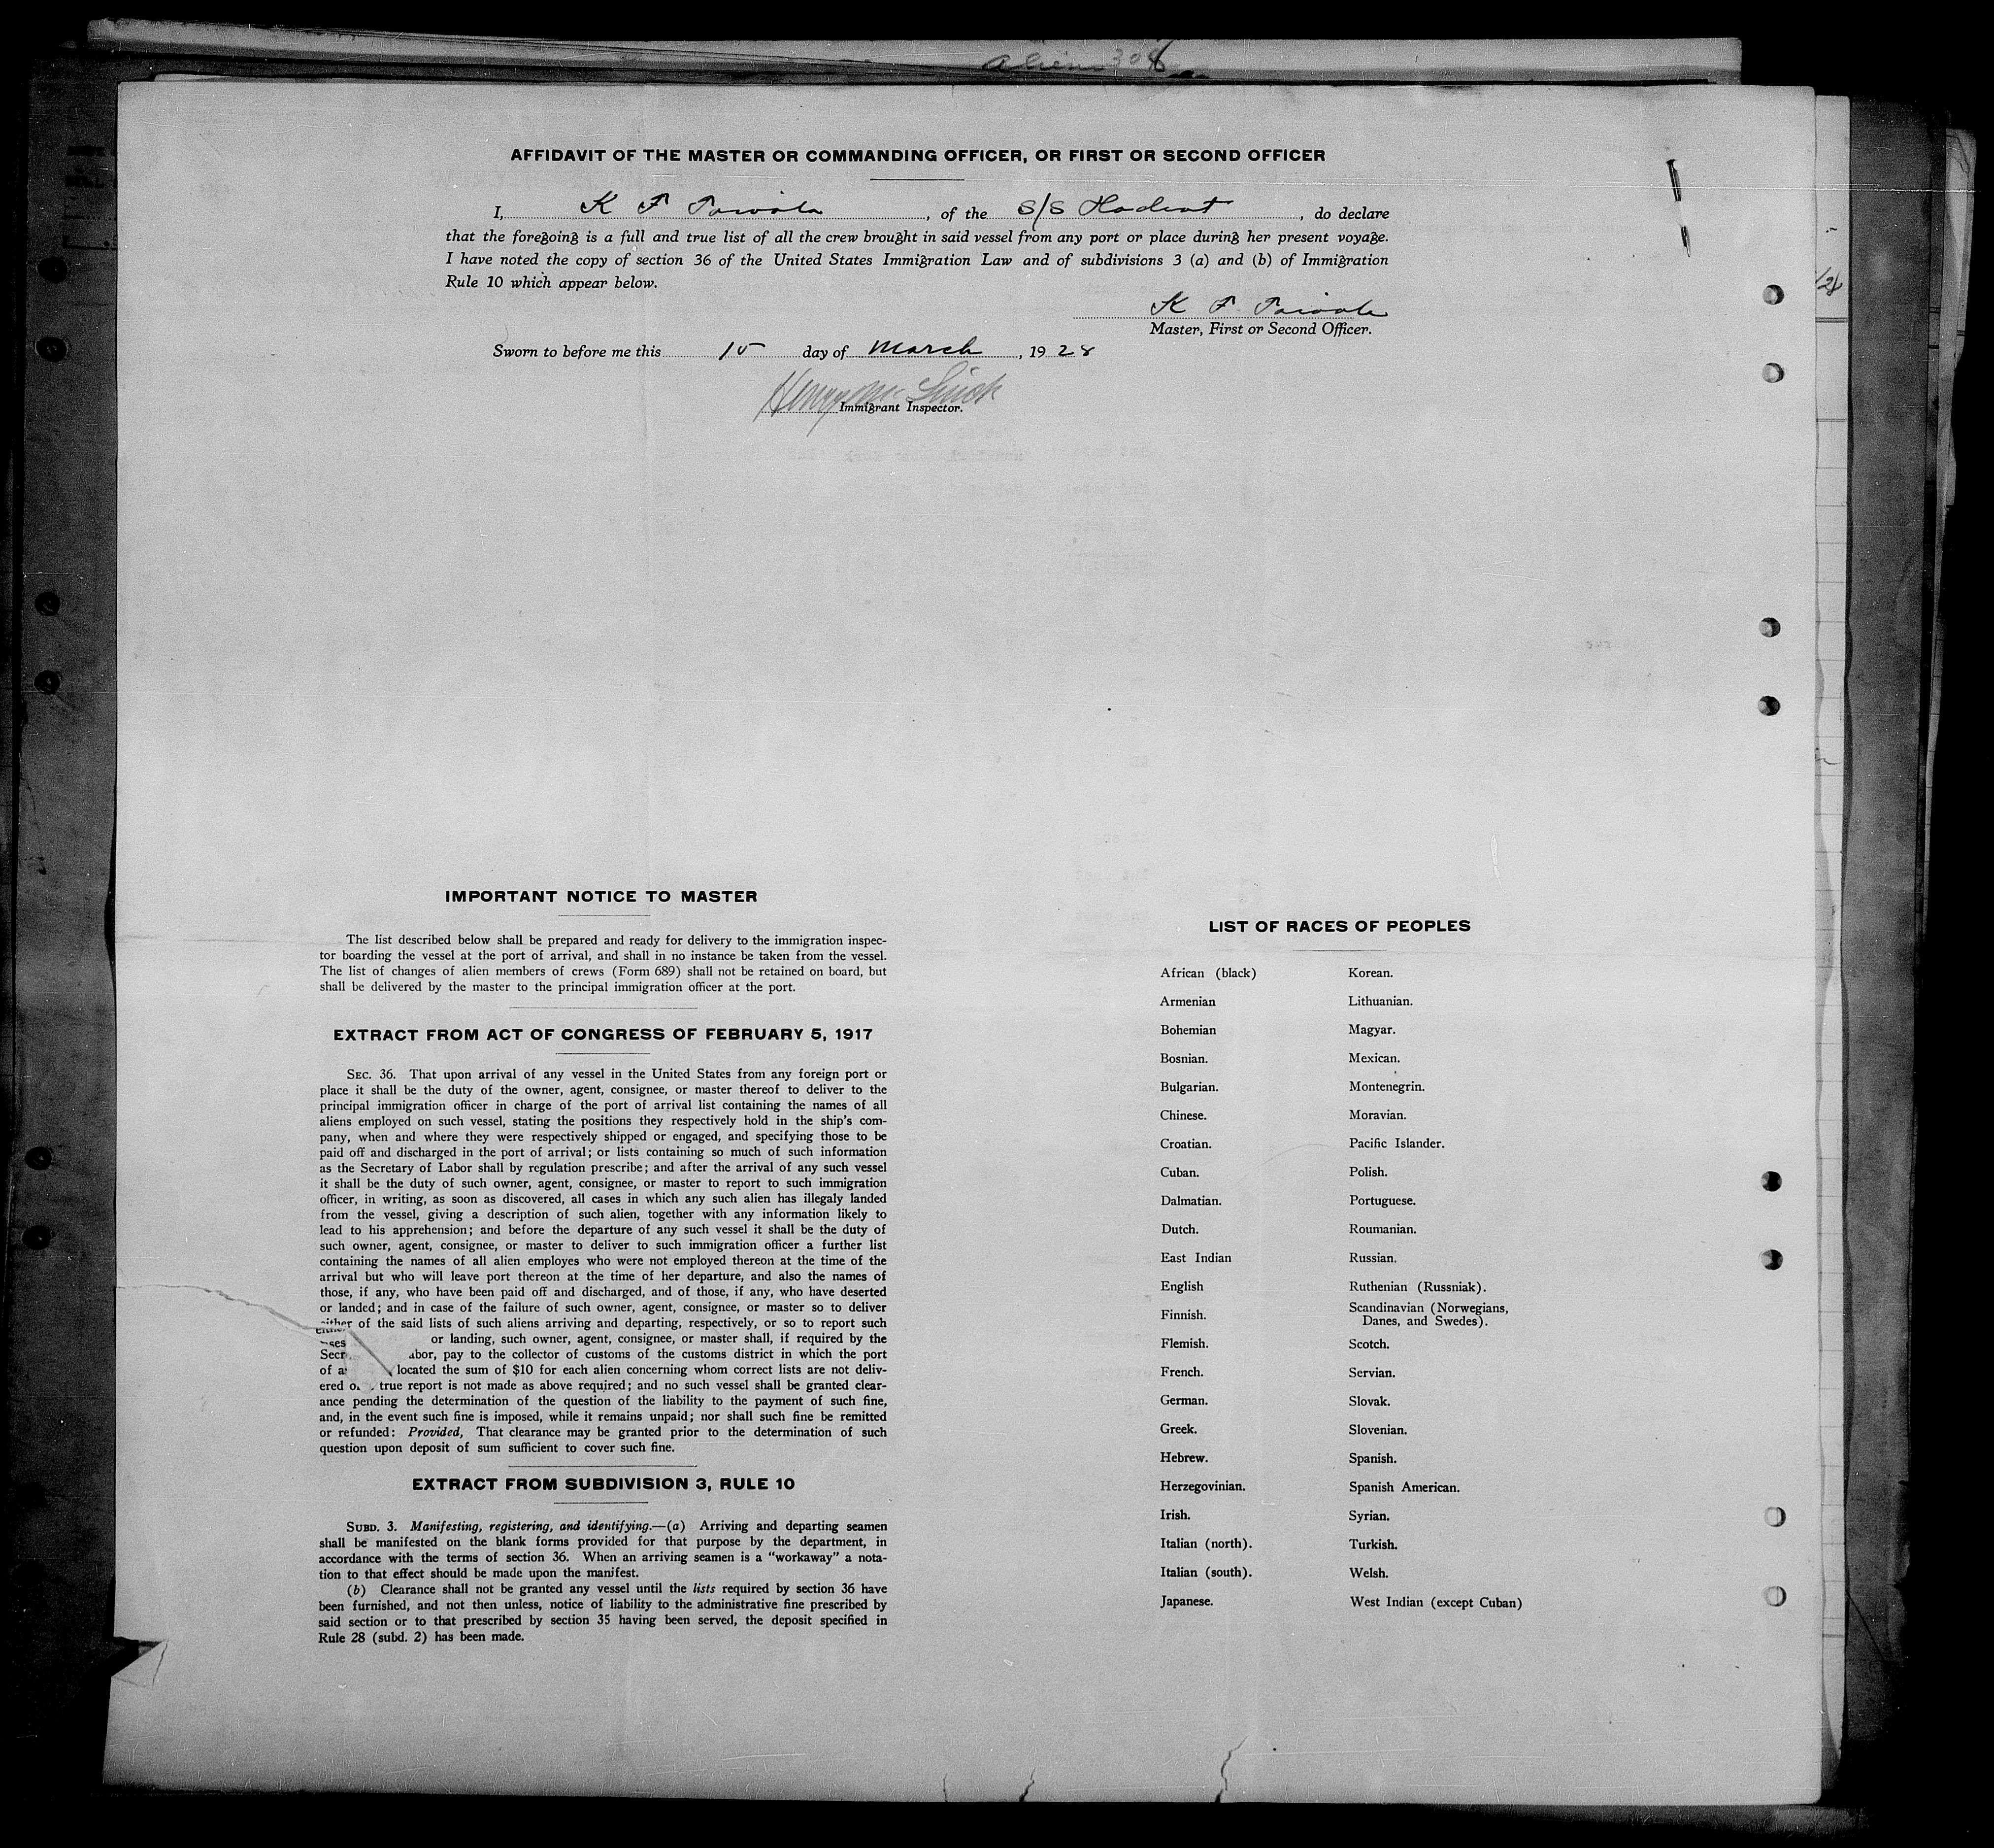 Alien 308
AFFIDAVIT OF THE MASTER OR COMMANDING OFFICER, OR FIRST OR SECOND OFFICER
I, K F , of the S/S , do declare
that the foregoing is a full and true list of all the crew brought in said vessel from any port or place during her present voyage.
I have noted the copy of section 36 of the United States Immigration Law and of subdivisions 3 (a) and (b) of Immigration
Rule 10 which appear below.
K F
Master, First or Second Officer.
Sworn to before me this 15 day of March, 1928
Henry
Immigrant Inspector.
IMPORTANT NOTICE TO MASTER
The list described below shall be prepared and ready for delivery to the immigration inspec-
tor boarding the vessel at the port of arrival, and shall in no instance be taken from the vessel.
The list of changes of alien members of crews (Form 689) shall not be retained on board, but
shall be delivered by the master to the principal immigration officer at the port.
EXTRACT FROM ACT OF CONGRESS OF FEBRUARY 5, 1917
SEC. 36. That upon arrival of any vessel in the United States from any foreign port or
place it shall be the duty of the owner, agent, consignee, or master thereof to deliver to the
principal immigration officer in charge of the port of arrival list containing the names of all
aliens employed on such vessel, stating the positions they respectively hold in the ship's com-
pany, when and where they were respectively shipped or engaged, and specifying those to be
paid off and discharged in the port of arrival; or lists containing so much of such information
as the Secretary of Labor shall by regulation prescribe; and after the arrival of any such vessel
it shall be the duty of such owner, agent, consignee, or master to report to such immigration
officer, in writing, as soon as discovered, all cases in which any such alien has illegaly landed
from the vessel, giving a description of such alien, together with any information likely to
lead to his apprehension; and before the departure of any such vessel it shall be the duty of
such owner, agent, consignee, or master to deliver to such immigration officer a further list
containing the names of all alien employes who were not employed thereon at the time of the
arrival but who will leave port thereon at the time of her departure, and also the names of
those, if any, who have been paid off and discharged, and of those, if any, who have deserted
or landed; and in case of the failure of such owner, agent, consignee, or master so to deliver
either of the said lists of such aliens arriving and departing, respectively, or so to report such
or landing, such owner, agent, consignee, or master shall, if required by the
Secr abor, pay to the collector of customs of the customs district in which the port
of a located the sum of $10 for each alien concerning whom correct lists are not deliv-
ered o true report is not made as above required; and no such vessel shall be granted clear-
ance pending the determination of the question of the liability to the payment of such fine,
and, in the event such fine is imposed, while it remains unpaid; nor shall such fine be remitted
or refunded: Provided, That clearance may be granted prior to the determination of such
question upon deposit of sum sufficient to cover such fine.
EXTRACT FROM SUBDIVISION 3, RULE 10
SUBD. 3. Manifesting, registering, and identifying.—(a) Arriving and departing seamen
shall be manifested on the blank forms provided for that purpose by the department, in
accordance with the terms of section 36. When an arriving seamen is a "workaway" a nota-
tion to that effect should be made upon the manifest.
(b) Clearance shall not be granted any vessel until the lists required by section 36 have
been furnished, and not then unless, notice of liability to the administrative fine prescribed by
said section or to that prescribed by section 35 having been served, the deposit specified in
Rule 28 (subd. 2) has been made.
LIST OF RACES OF PEOPLES
African (black)
Armenian
Bohemian
Bosnian.
Bulgarian.
Chinese.
Croatian.
Cuban.
Dalmatian.
Dutch.
East Indian
English
Finnish.
Flemish.
French.
German.
Greek.
Hebrew.
Herzegovinian.
Irish.
Italian (north).
Italian (south).
Japanese.
Korean.
Lithuanian.
Magyar.
Mexican.
Montenegrin.
Moravian.
Pacific Islander.
Polish.
Portuguese.
Roumanian.
Russian.
Ruthenian (Russniak).
Scandinavian (Norwegians,
Danes, and Swedes).
Scotch.
Servian.
Slovak.
Slovenian.
Spanish.
Spanish American.
Syrian.
Turkish.
Welsh.
West Indian (except Cuban)